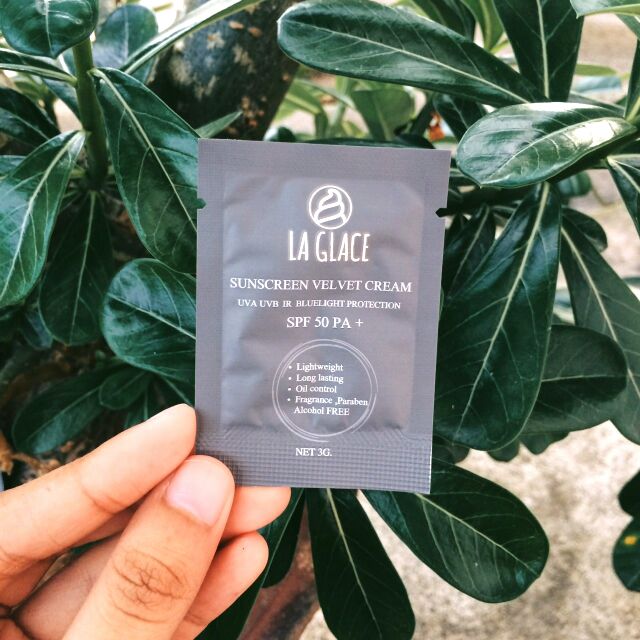 LA GLACE
SUNSCREEN VELVET CREAM
UVA UVB IR BLUELIGHT PROTECTION
SPF 50 PA +
• Lightweight
• Long lasting
• Oil control
• Fragrance ,Paraben
Alcohol FREE
NET 3G.